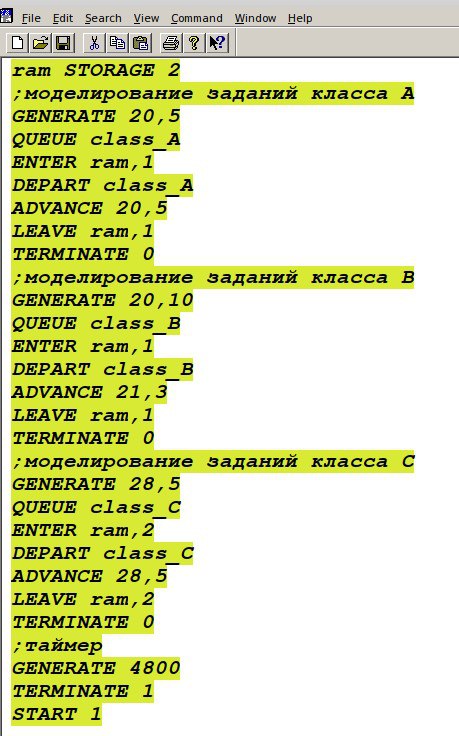 File Edit Search View Command Window Help
ram STORAGE 2
;моделирование заданий класса A
GENERATE 20,5
QUEUE class_A
ENTER ram,1
DEPART class_A
ADVANCE 20,5
LEAVE ram,1
TERMINATE 0
;моделирование заданий класса B
GENERATE 20,10
QUEUE class_B
ENTER ram,1
DEPART class_B
ADVANCE 21,3
LEAVE ram,1
TERMINATE 0
;моделирование заданий класса C
GENERATE 28,5
QUEUE class_C
ENTER ram,2
DEPART class_C
ADVANCE 28,5
LEAVE ram,2
TERMINATE 0
;таймер
GENERATE 4800
TERMINATE 1
START 1